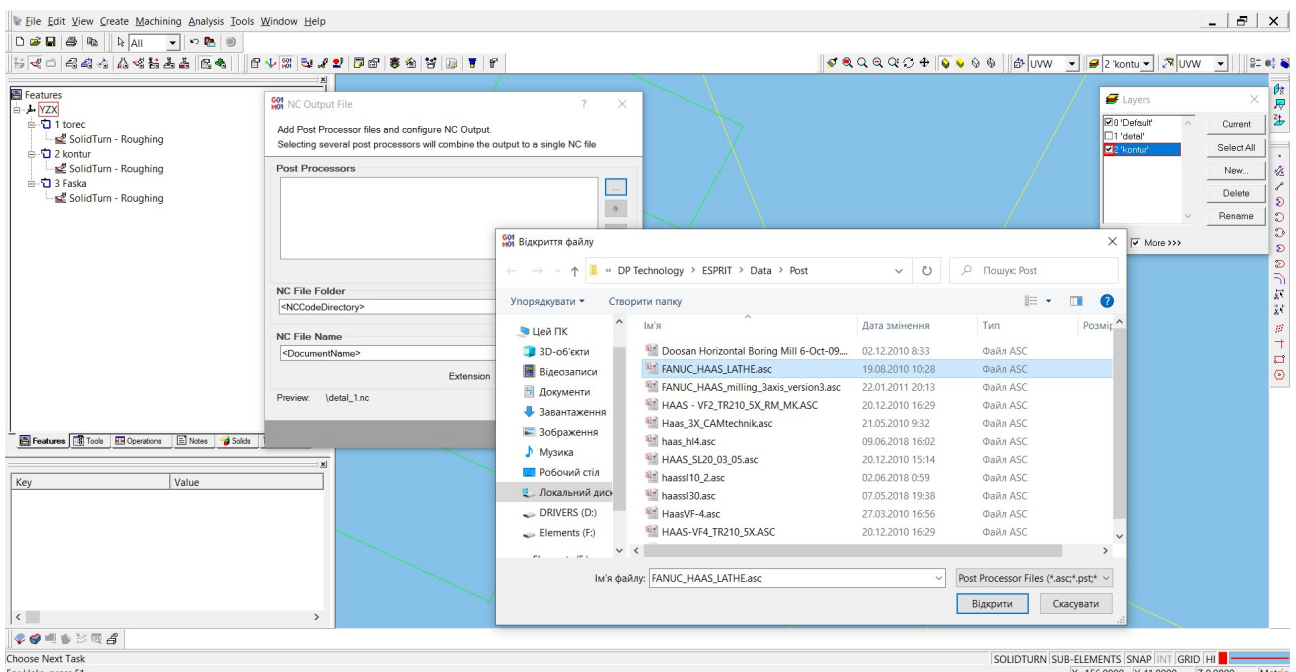 File Edit View Create Machining Analysis Tools Window Help
All
UVW
2 'kontu
UVW
Features
YZX
1 torec
SolidTurn - Roughing
2 kontur
SolidTurn - Roughing
3 Faska
SolidTurn - Roughing
Features Tools Operations Notes Solids
Key Value
NC Output File
Add Post Processor files and configure NC Output.
Selecting several post processors will combine the output to a single NC file
Post Processors
...
NC File Folder
<NCCodeDirectory>
NC File Name
<DocumentName>
Extension
Preview: \detal_1.nc
Layers
0 'Default'
1 'detal'
2 'kontur'
Current
Select All
New...
Delete
Rename
More >>>
Відкриття файлу
« DP Technology > ESPRIT > Data > Post
Пошук: Post
Упорядкувати Створити папку
Цей ПК
3D-об'єкти
Відеозаписи
Документи
Завантаження
Зображення
Музика
Робочий стіл
Локальний диск
DRIVERS (D:)
Elements (F:)
Ім'я Дата змінення Тип Розмір
Doosan Horizontal Boring Mill 6-Oct-09.... 02.12.2010 8:33 Файл ASC
FANUC_HAAS_LATHE.asc 19.08.2010 10:28 Файл ASC
FANUC_HAAS_milling_3axis_version3.asc 22.01.2011 20:13 Файл ASC
HAAS - VF2_TR210_5X_RM_MK.ASC 20.12.2010 16:29 Файл ASC
Haas_3X_CAMtechnik.asc 21.05.2010 9:32 Файл ASC
haas_hl4.asc 09.06.2018 16:02 Файл ASC
HAAS_SL20_03_05.asc 20.12.2010 15:14 Файл ASC
haassl10_2.asc 02.06.2018 0:59 Файл ASC
haassl30.asc 07.05.2018 19:38 Файл ASC
HaasVF-4.asc 27.03.2010 16:56 Файл ASC
HAAS-VF4_TR210_5X.ASC 20.12.2010 16:29 Файл ASC
Ім'я файлу: FANUC_HAAS_LATHE.asc
Post Processor Files (*.asc;*.pst;*
Відкрити Скасувати
Choose Next Task
SOLIDTURN SUB-ELEMENTS SNAP INT GRID HI